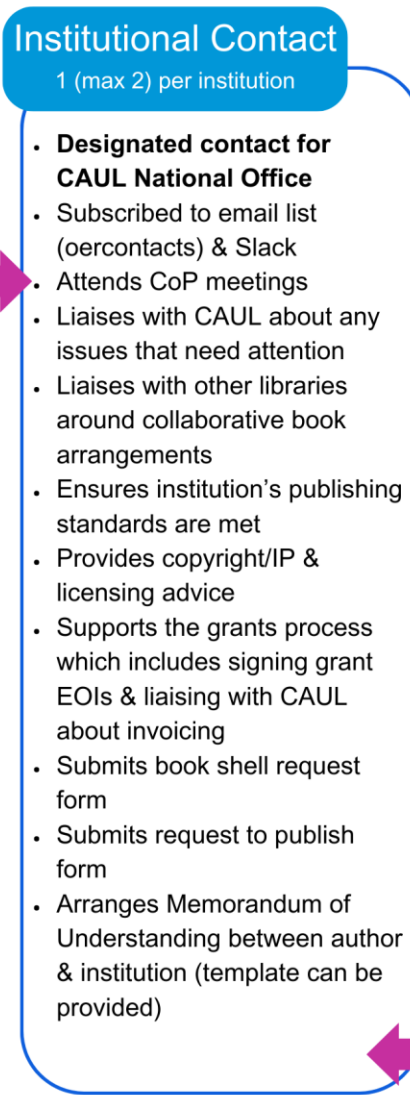 Institutional Contact
1 (max 2) per institution
• Designated contact for
CAUL National Office
• Subscribed to email list
(oercontacts) & Slack
• Attends CoP meetings
• Liaises with CAUL about any
issues that need attention
• Liaises with other libraries
around collaborative book
arrangements
• Ensures institution’s publishing
standards are met
• Provides copyright/IP &
licensing advice
• Supports the grants process
which includes signing grant
EOIs & liaising with CAUL
about invoicing
• Submits book shell request
form
• Submits request to publish
form
• Arranges Memorandum of
Understanding between author
& institution (template can be
provided)